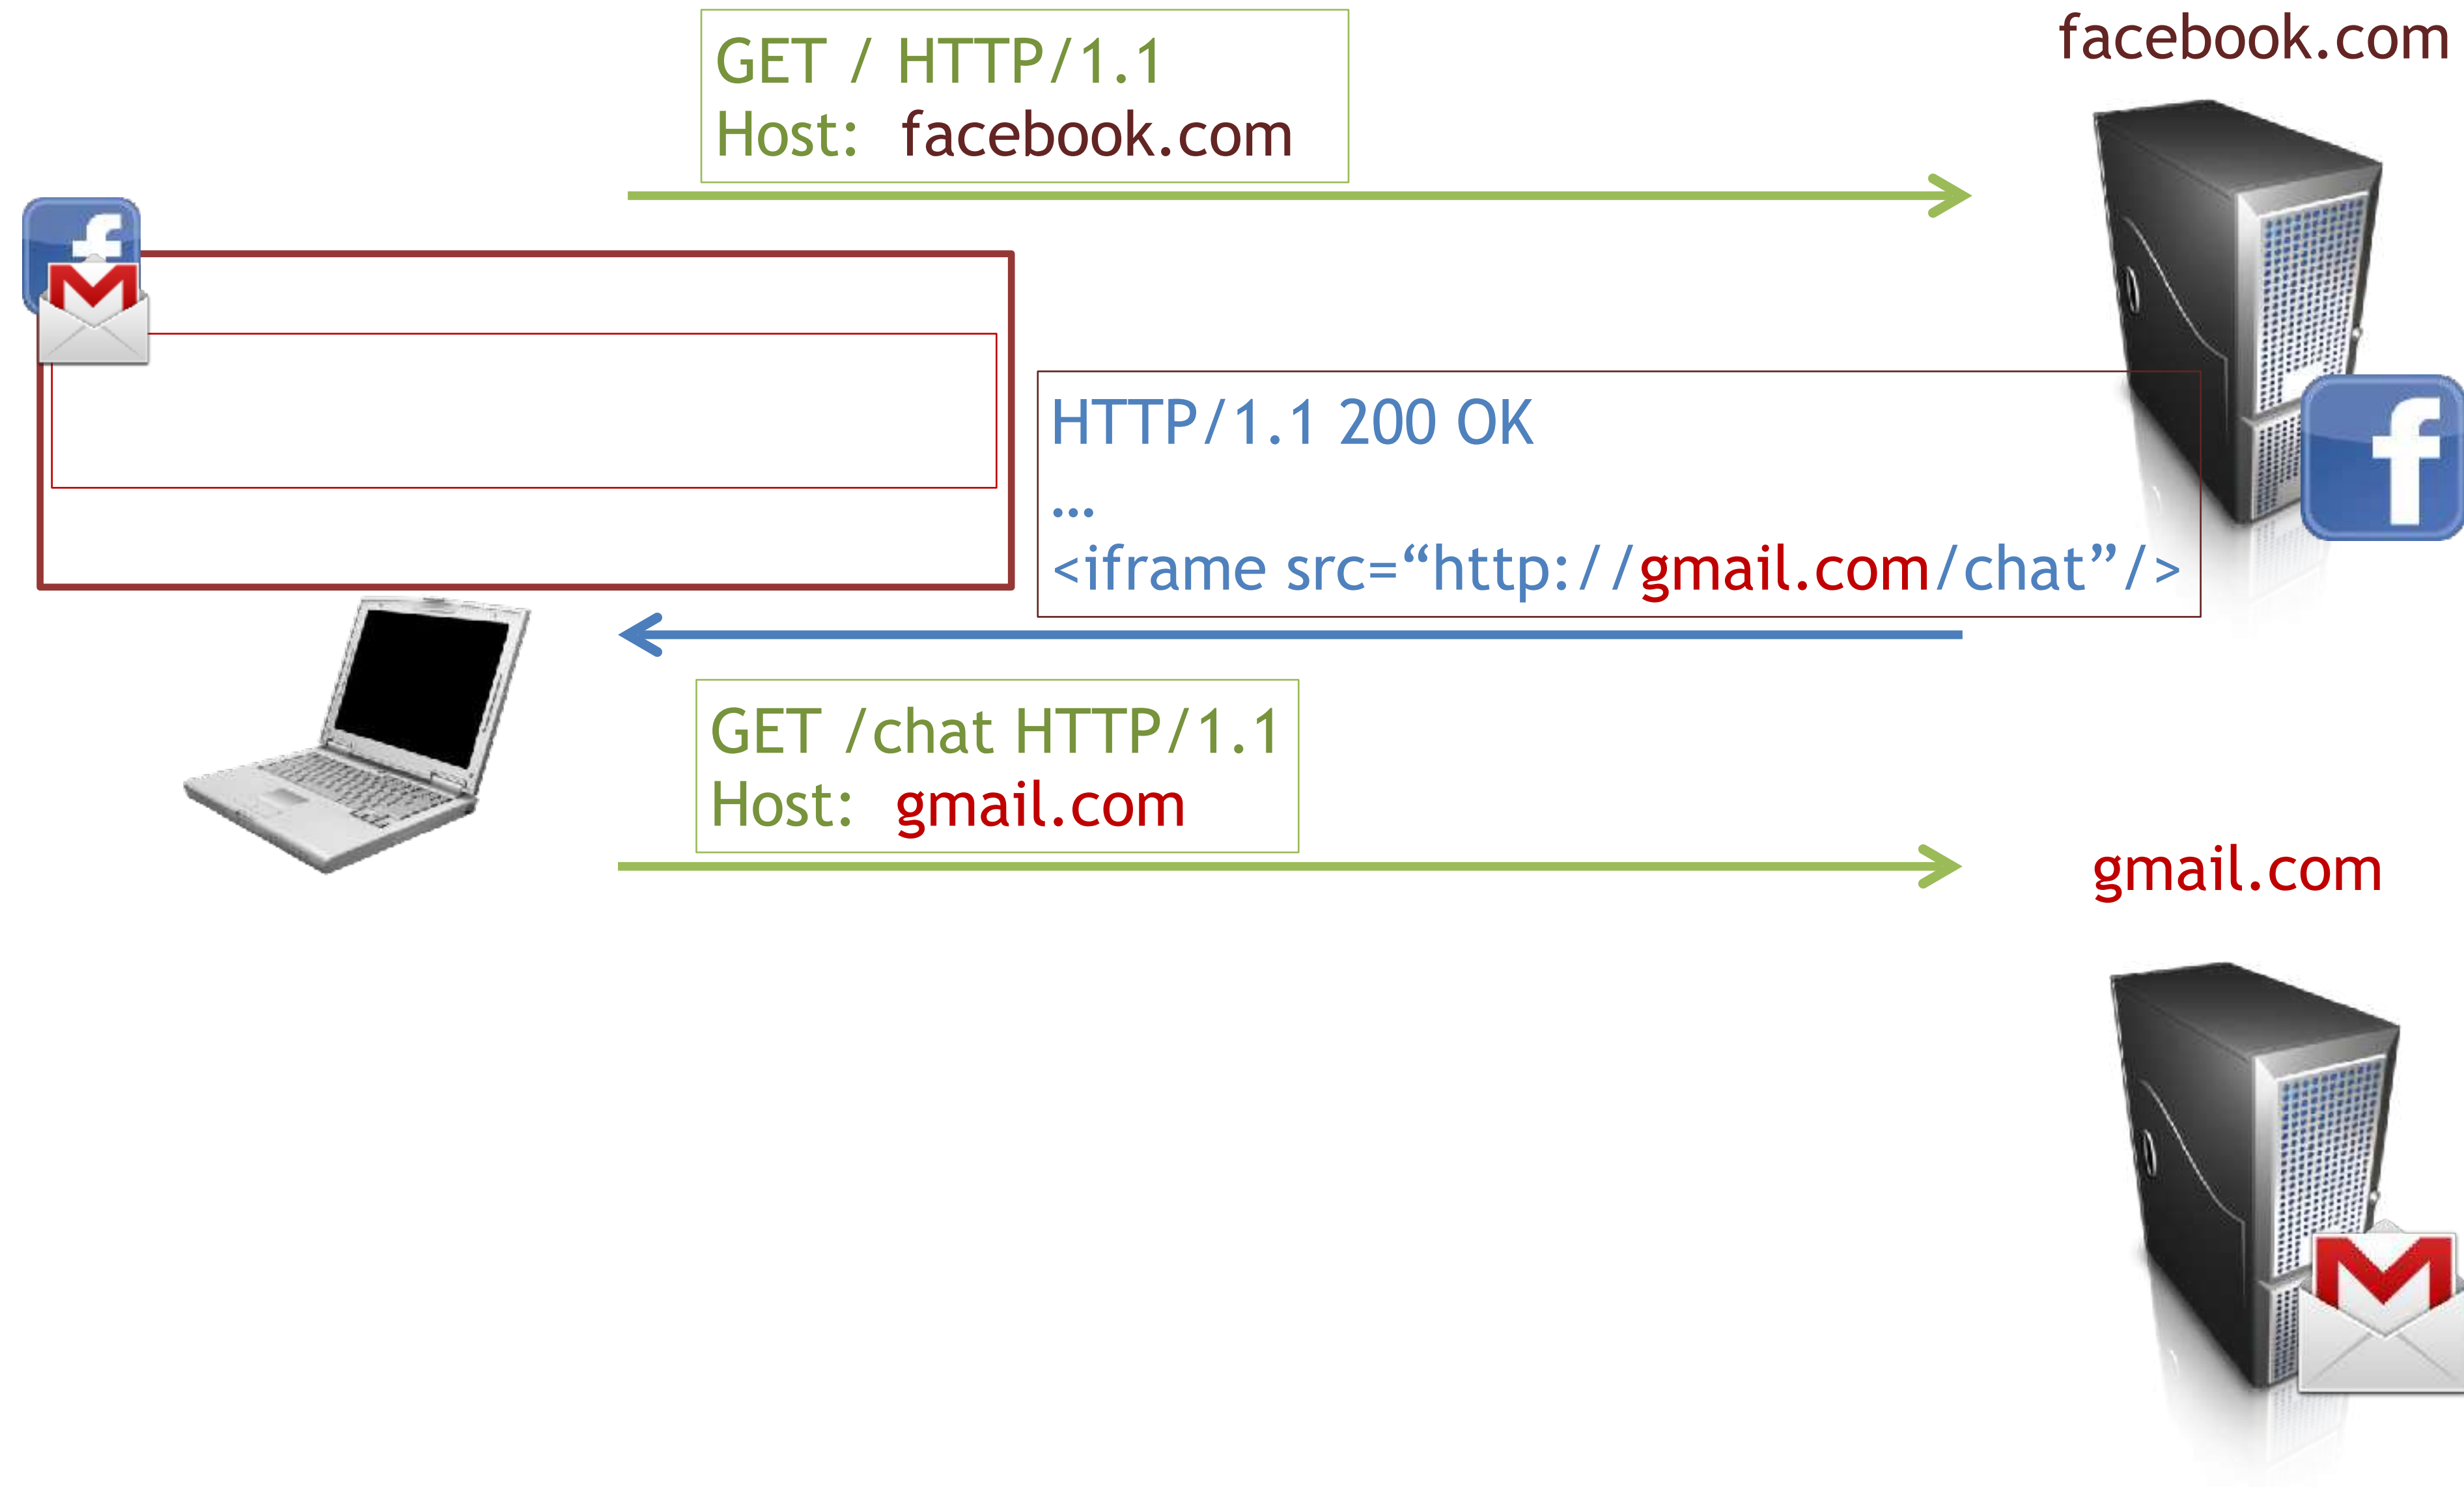 GET / HTTP/1.1
Host: facebook.com
facebook.com
HTTP/1.1 200 OK
…
<iframe src=“http://gmail.com/chat”/>
GET /chat HTTP/1.1
Host: gmail.com
gmail.com